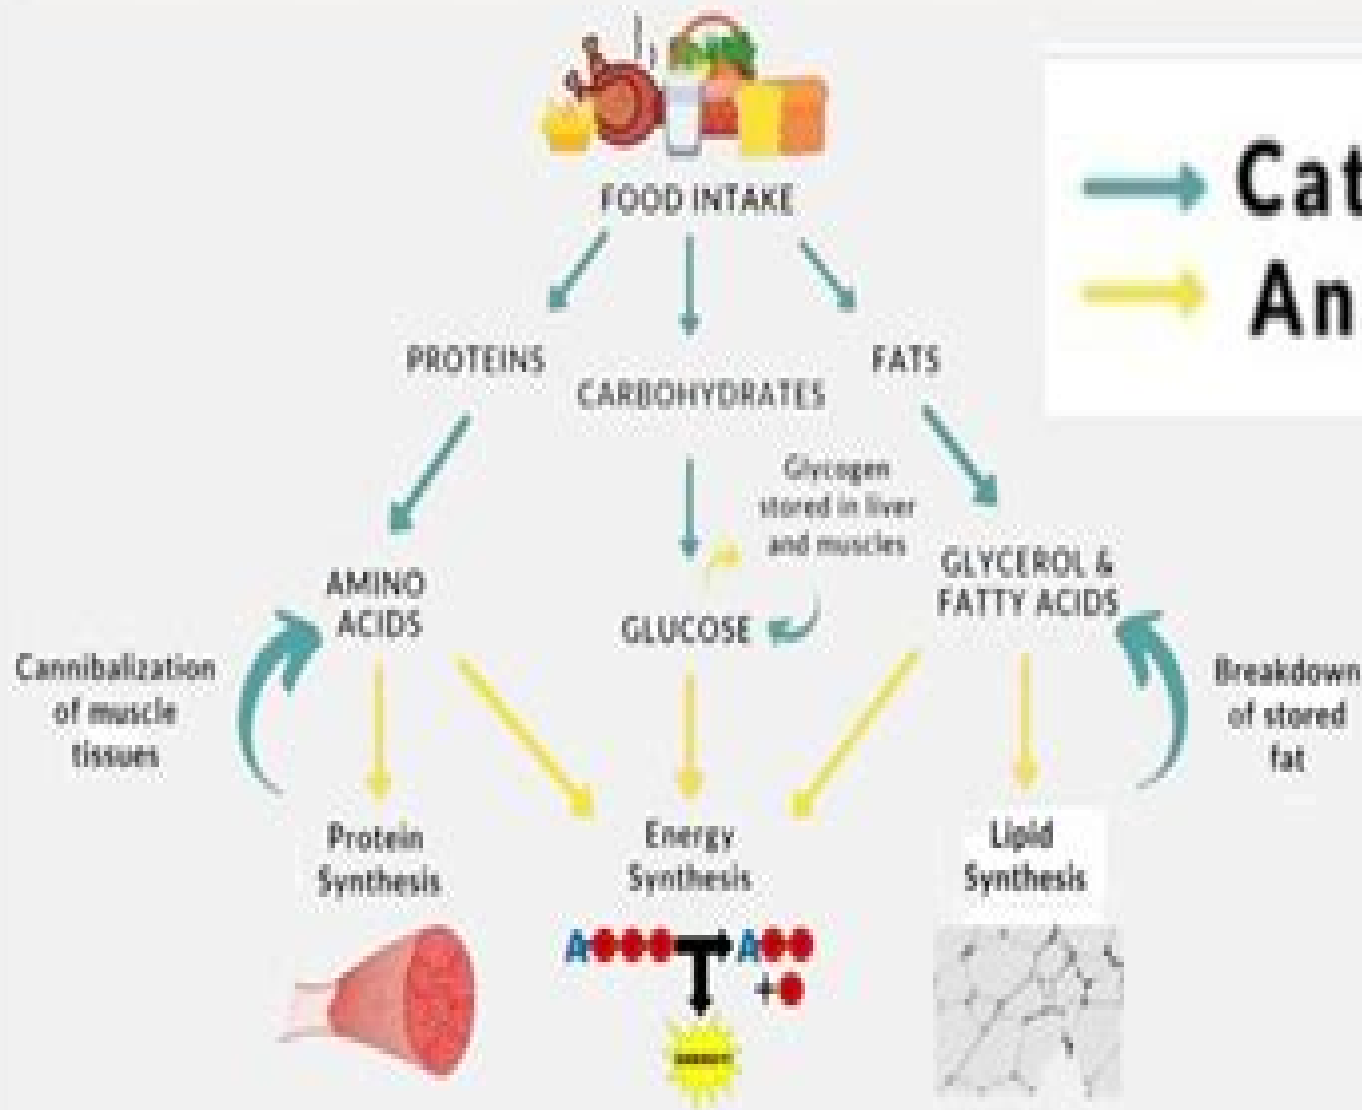 FOOD INTAKE
Cat
An
PROTEINS
CARBOHYDRATES
FATS
Glycogen
stored in liver
and muscles
AMINO
ACIDS
GLUCOSE
GLYCEROL &
FATTY ACIDS
Cannibalization
of muscle
tissues
Breakdown
of stored
fat
Protein
Synthesis
Energy
Synthesis
Lipid
Synthesis
A
A
+
ENERGY